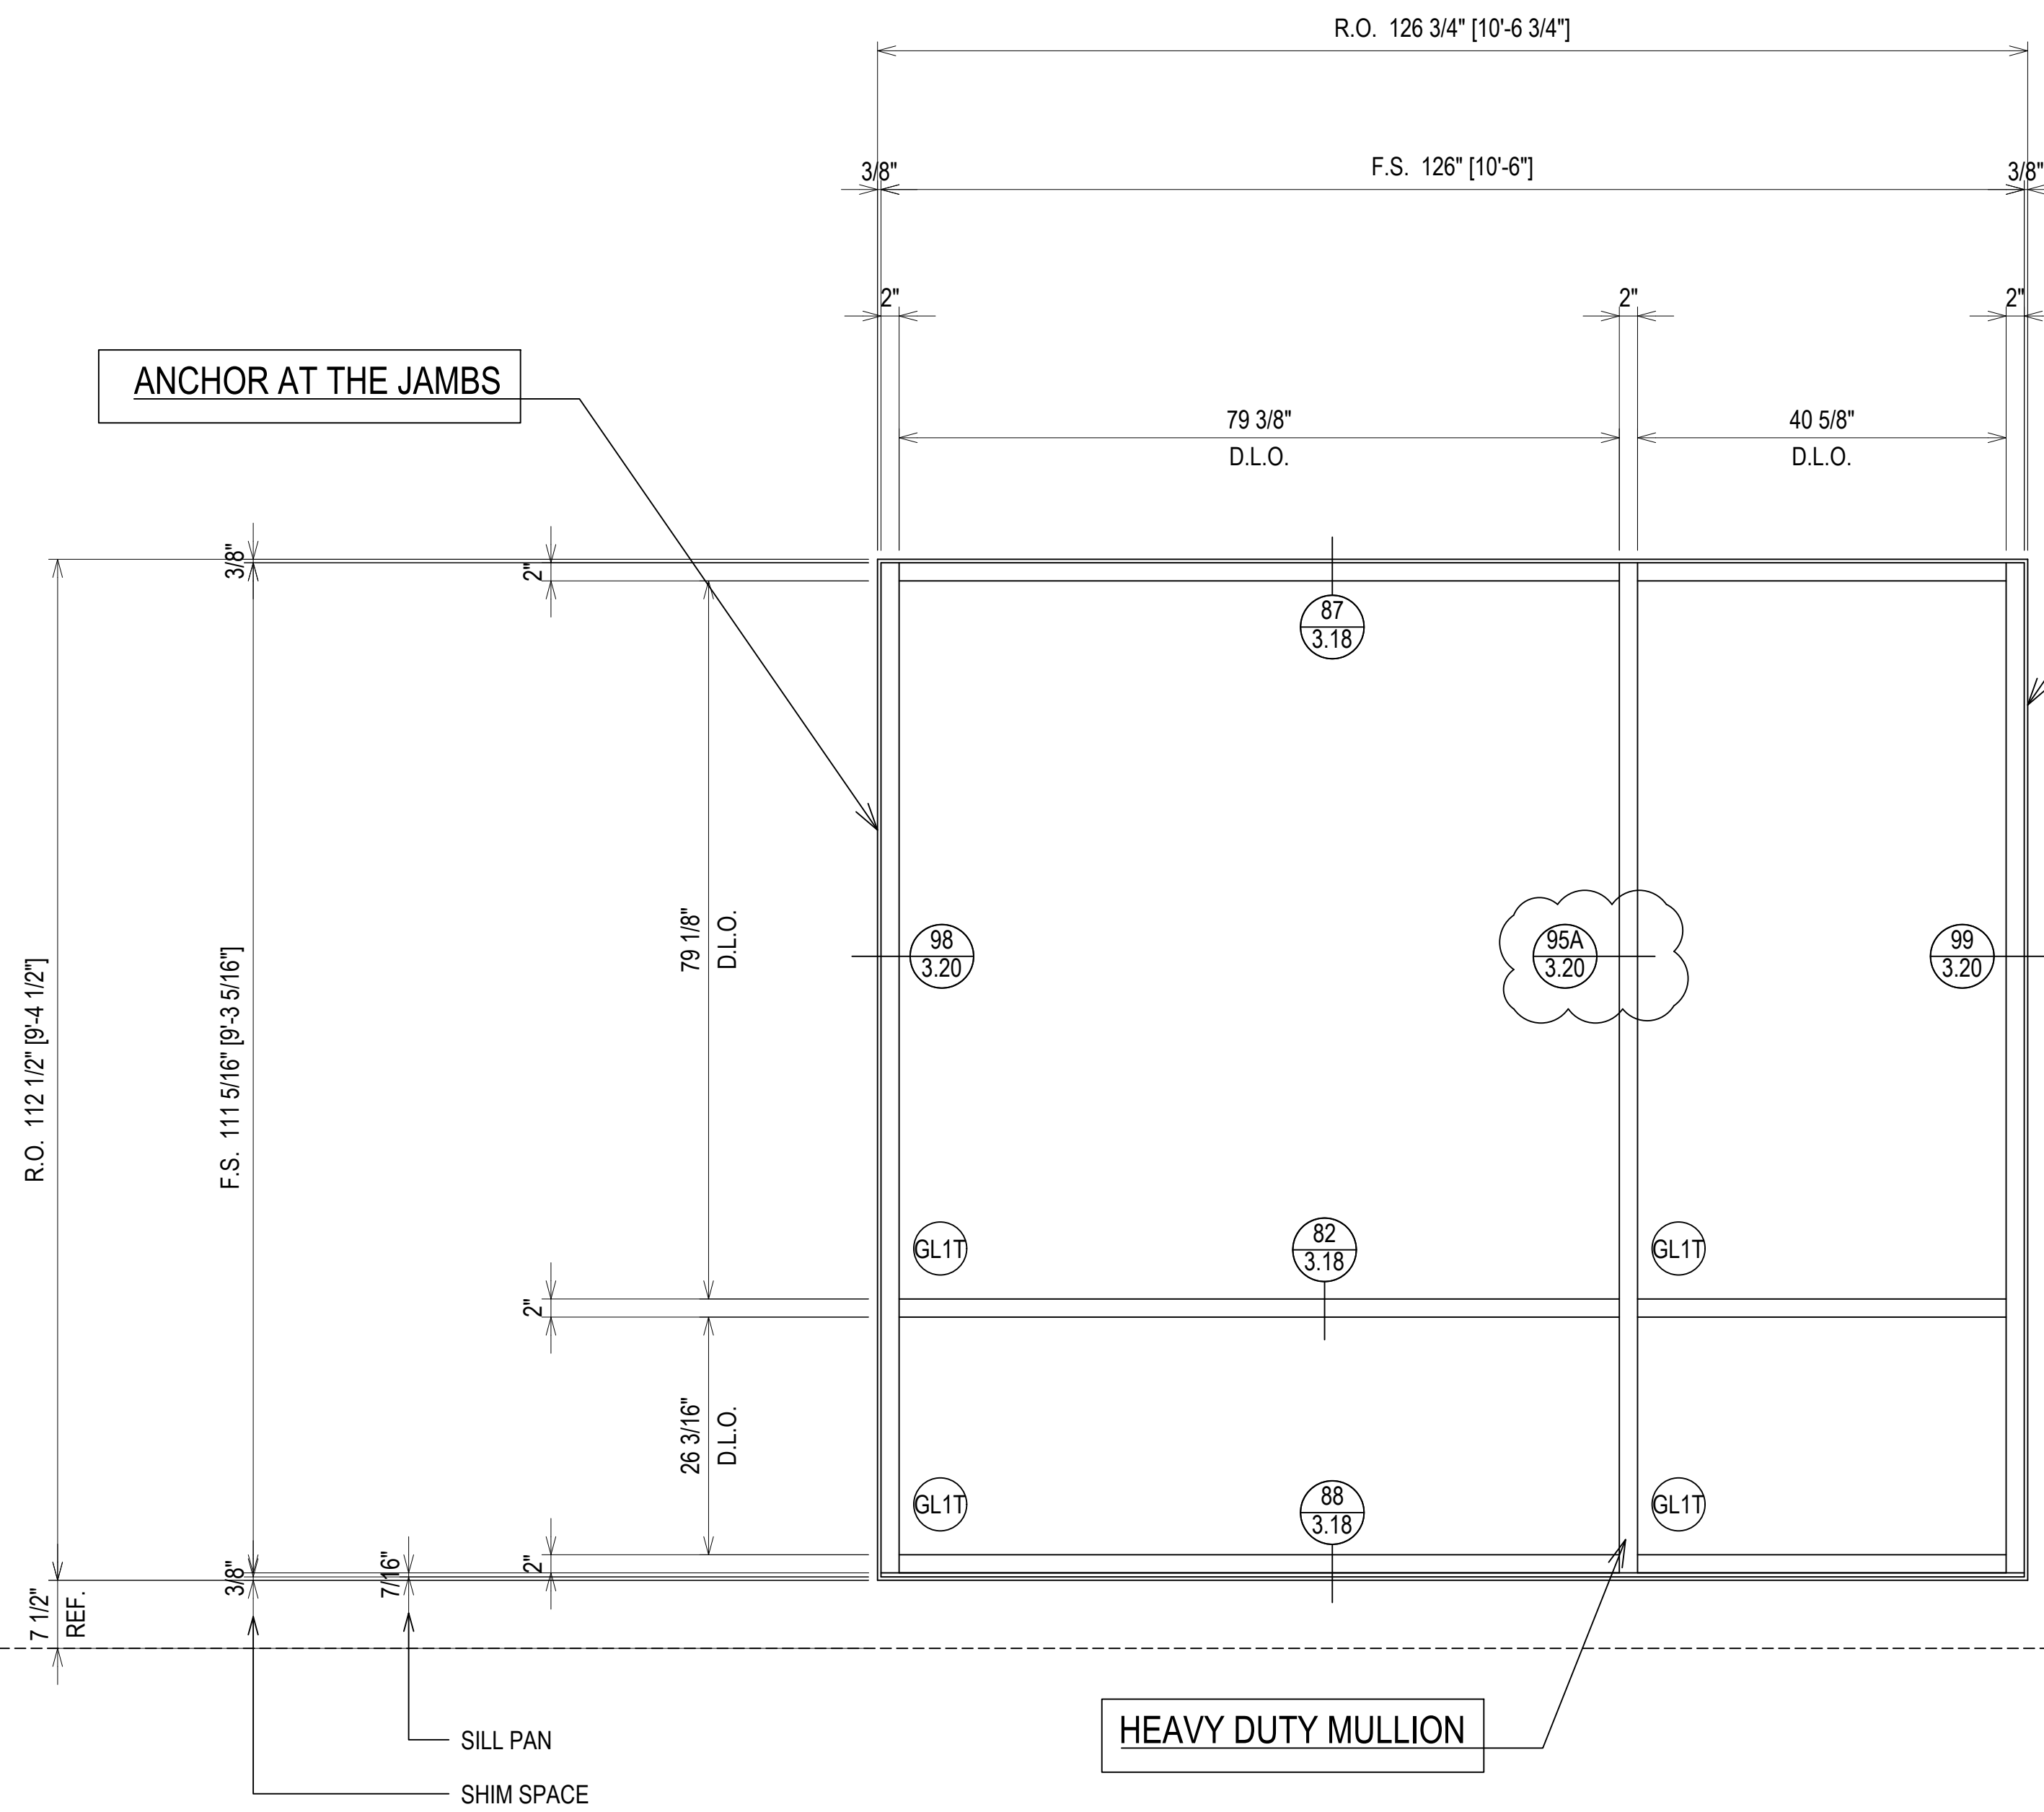 R.O. 126 3/4" [10'-6 3/4"]
3/8"
F.S. 126" [10'-6"]
3/8"
2"
2"
2"
ANCHOR AT THE JAMBS
79 3/8"
D.L.O.
40 5/8"
D.L.O.
3/8"
2"
87
3.18
R.O. 112 1/2" [9'-4 1/2"]
F.S. 111 5/16" [9'-3 5/16"]
79 1/8"
D.L.O.
98
3.20
95A
3.20
99
3.20
GL1T
82
3.18
GL1T
2"
26 3/16"
D.L.O.
GL1T
88
3.18
GL1T
3/8"
7/16"
2"
7 1/2"
REF.
SILL PAN
SHIM SPACE
HEAVY DUTY MULLION